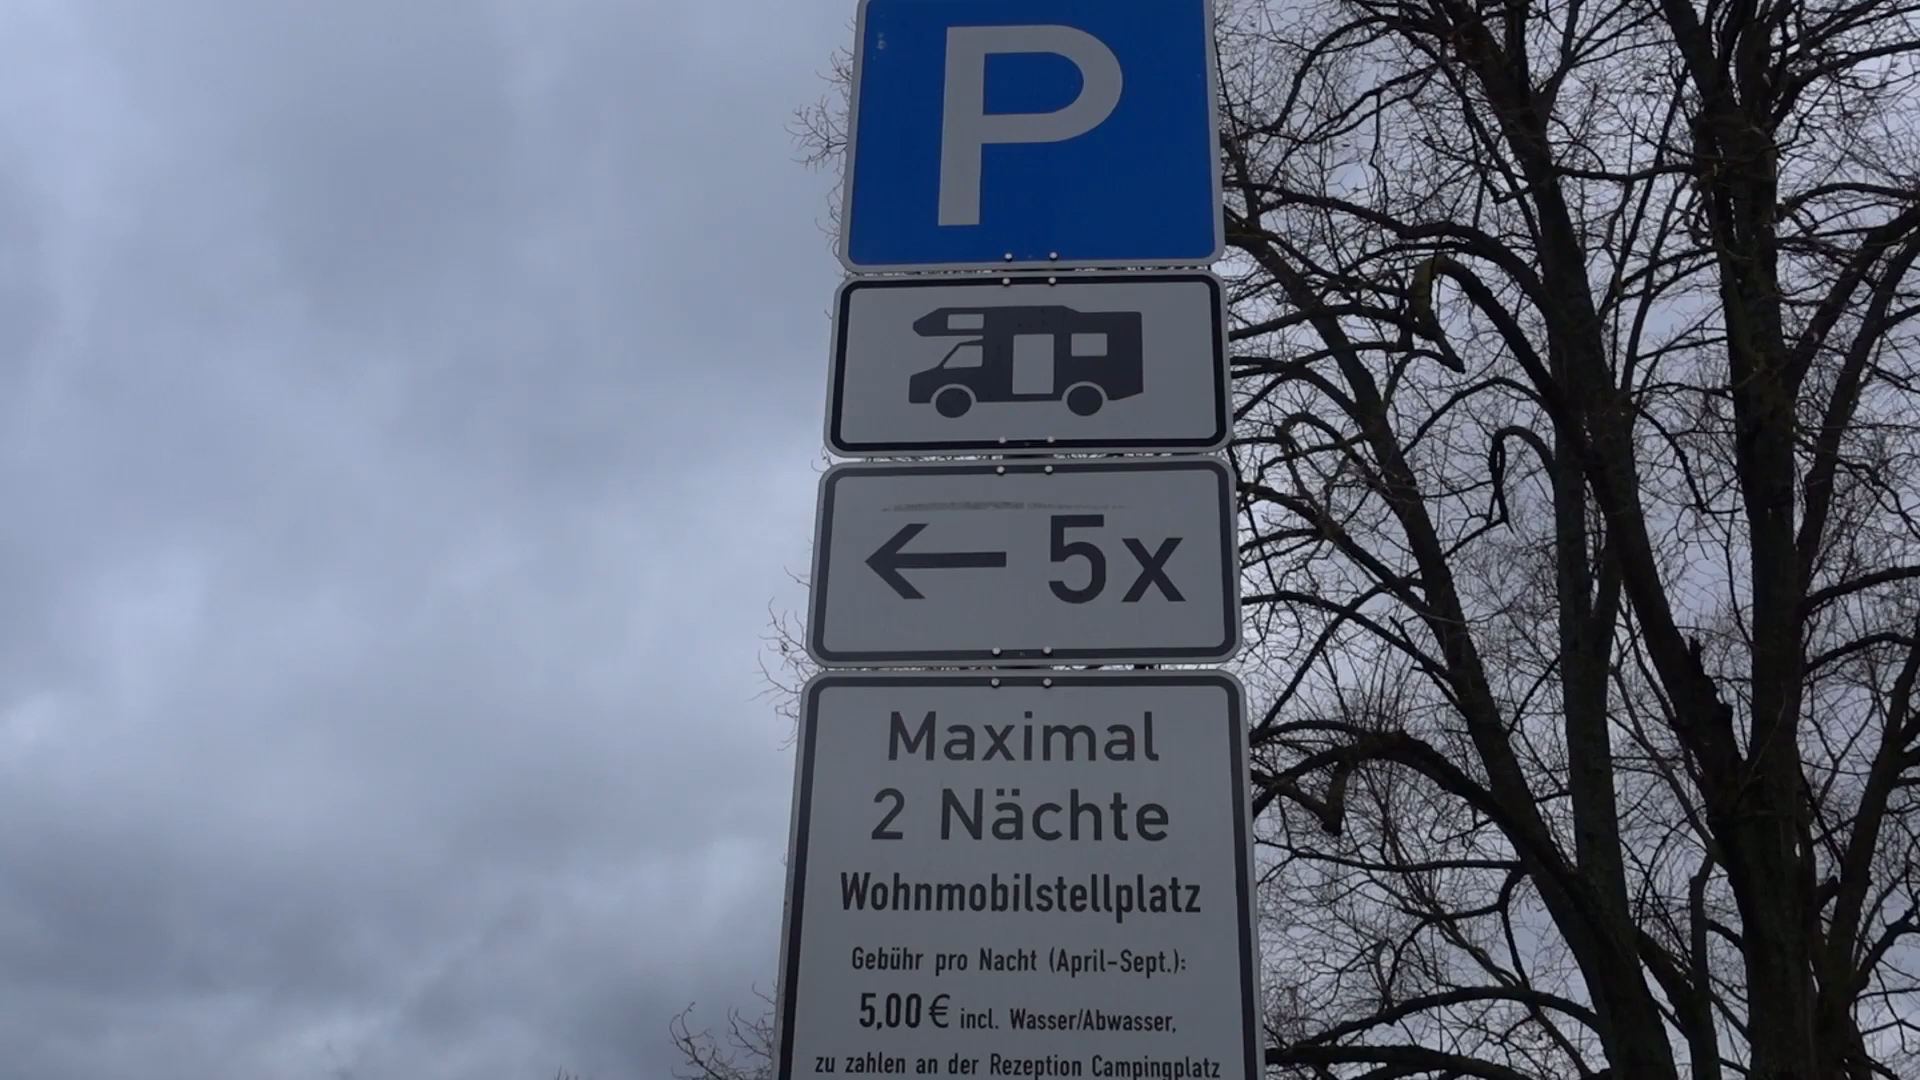 P
← 5x
Maximal
2 Nächte
Wohnmobilstellplatz
Gebühr pro Nacht (April-Sept.):
5,00 € incl. Wasser/Abwasser,
zu zahlen an der Rezeption Campingplatz